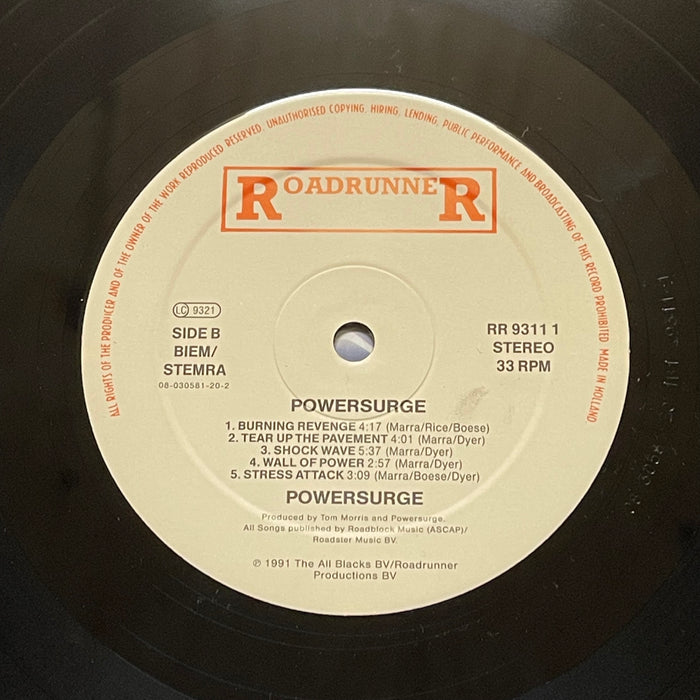 ALL RIGHTS OF THE PRODUCER AND OF THE OWNER OF THE WORK REPRODUCED RESERVED. UNAUTHORISED COPYING, HIRING, LENDING, PUBLIC PERFORMANCE AND BROADCASTING OF THIS RECORD PROHIBITED. MADE IN HOLLAND
ROADRUNNER
LC 9321
SIDE B
BIEM/
STEMRA
08-030581-20-2
RR 9311 1
STEREO
33 RPM
POWERSURGE
1. BURNING REVENGE 4:17 (Marra/Rice/Boese)
2. TEAR UP THE PAVEMENT 4:01 (Marra/Dyer)
3. SHOCK WAVE 5:37 (Marra/Dyer)
4. WALL OF POWER 2:57 (Marra/Dyer)
5. STRESS ATTACK 3:09 (Marra/Boese/Dyer)
POWERSURGE
Produced by Tom Morris and Powersurge.
All Songs published by Roadblock Music (ASCAP)/
Roadster Music BV.
℗ 1991 The All Blacks BV/Roadrunner
Productions BV